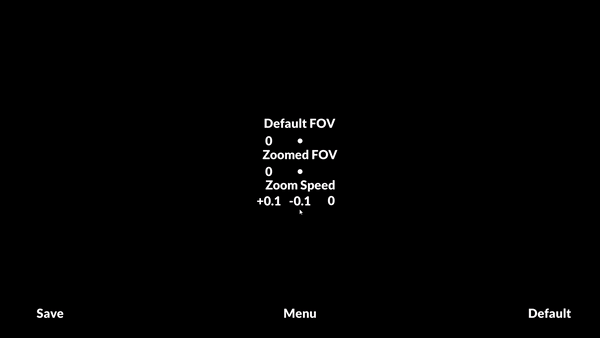 Default FOV
0
Zoomed FOV
0
Zoom Speed
+0.1 -0.1 0
Save Menu Default